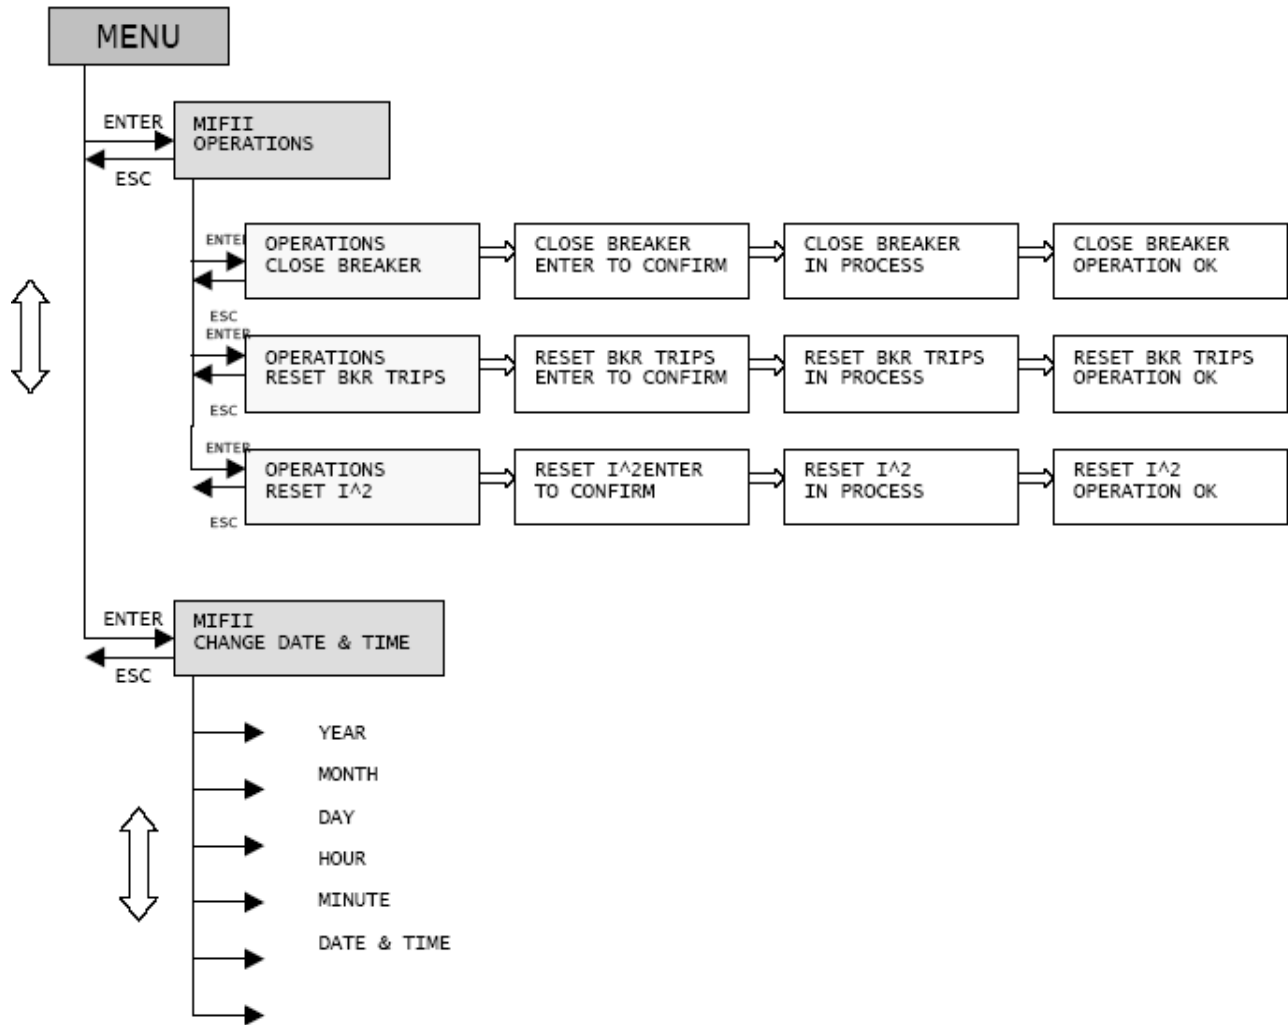 MENU
ENTER
MIFII
OPERATIONS
ESC
ENTER
OPERATIONS
CLOSE BREAKER
CLOSE BREAKER
ENTER TO CONFIRM
CLOSE BREAKER
IN PROCESS
CLOSE BREAKER
OPERATION OK
ESC
ENTER
OPERATIONS
RESET BKR TRIPS
RESET BKR TRIPS
ENTER TO CONFIRM
RESET BKR TRIPS
IN PROCESS
RESET BKR TRIPS
OPERATION OK
ESC
ENTER
OPERATIONS
RESET I^2
RESET I^2ENTER
TO CONFIRM
RESET I^2
IN PROCESS
RESET I^2
OPERATION OK
ESC
ENTER
MIFII
CHANGE DATE & TIME
ESC
YEAR
MONTH
DAY
HOUR
MINUTE
DATE & TIME